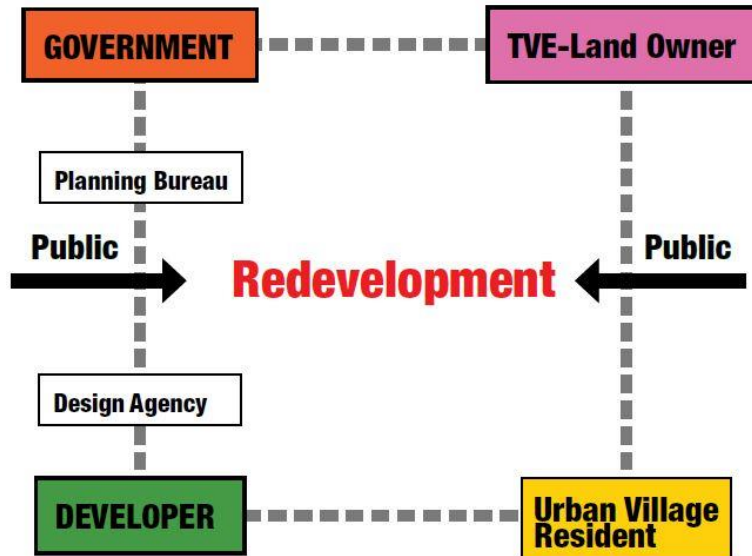 GOVERNMENT
TVE-Land Owner
Planning Bureau
Public
Public
Redevelopment
Design Agency
DEVELOPER
Urban Village
Resident